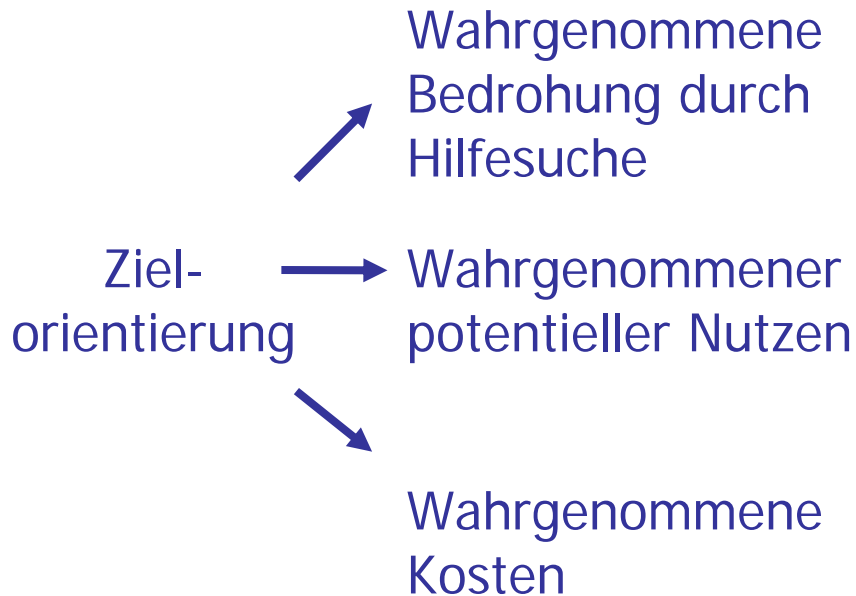 Wahrgenommene
Bedrohung durch
Hilfesuche
Ziel-
orientierung
Wahrgenommener
potentieller Nutzen
Wahrgenommene
Kosten